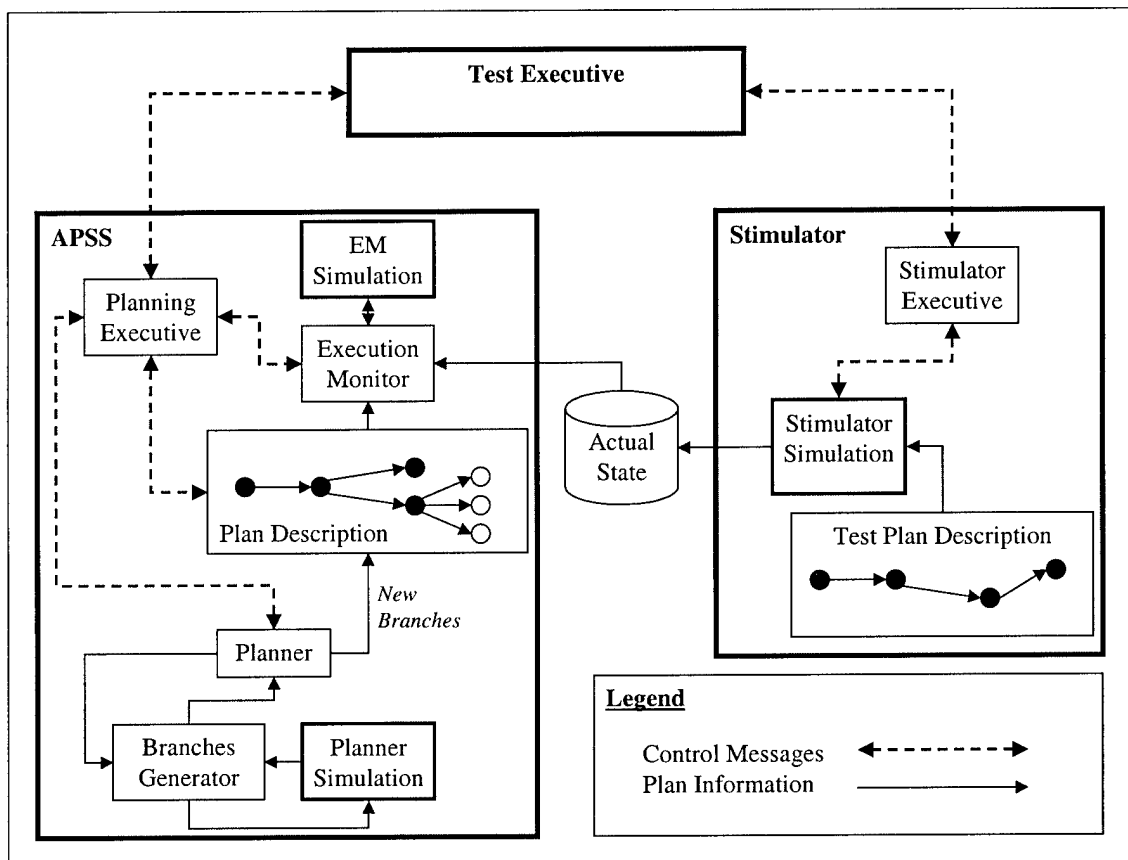 Test Executive
APSS
EM
Simulation
Planning
Executive
Execution
Monitor
Plan Description
New
Branches
Planner
Branches
Generator
Planner
Simulation
Actual
State
Stimulator
Stimulator
Executive
Stimulator
Simulation
Test Plan Description
Legend
Control Messages
Plan Information